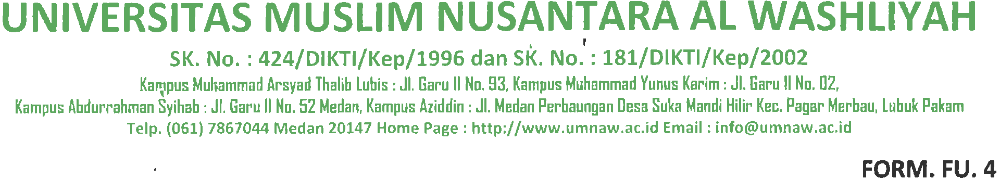 UNIVERSITAS MUSLIM NUSANTARA AL WASHLIYAH
SK. No. : 424/DIKTI/Kep/1996 dan SK. No. : 181/DIKTI/Kep/2002
Kampus Muhammad Arsyad Thalib Lubis : Jl. Garu II No. 93, Kampus Muhammad Yunus Karim : Jl. Garu II No. 02,
Kampus Abdurrahman Syihab : Jl. Garu II No. 52 Medan, Kampus Aziddin : Jl. Medan Perbaungan Desa Suka Mandi Hilir Kec. Pagar Merbau, Lubuk Pakam
Telp. (061) 7867044 Medan 20147 Home Page : http://www.umnaw.ac.id Email : info@umnaw.ac.id
FORM. FU. 4